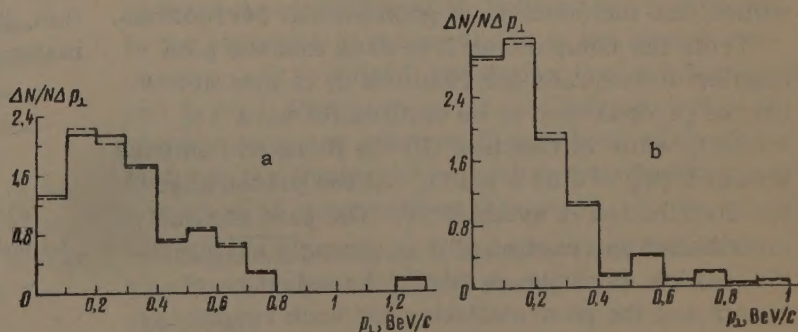 ΔN/NΔp⊥
2,4
1,6
0,8
0
a
0,2 0,4 0,6 0,8 1 1,2
p⊥, BeV/c
ΔN/NΔp⊥
2,4
1,6
0,8
0
b
0,2 0,4 0,6 0,8 1
p⊥, BeV/c